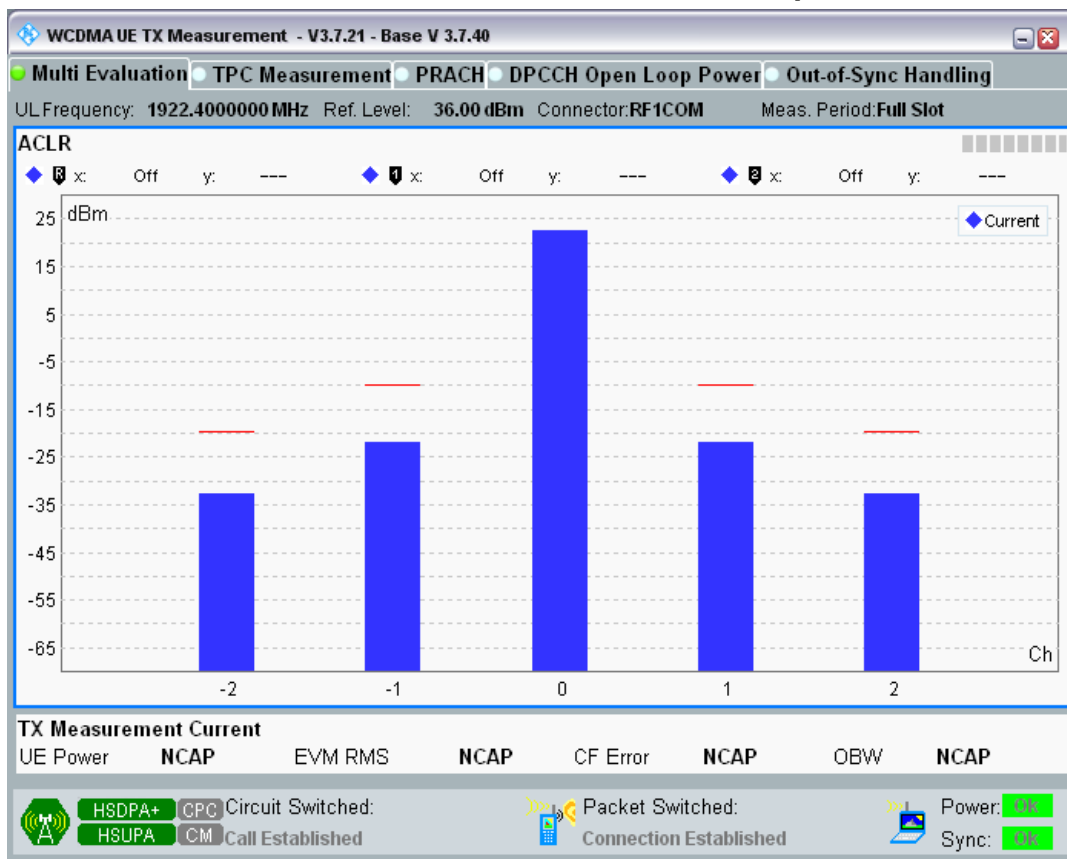 WCDMA UE TX Measurement - V3.7.21 - Base V 3.7.40
Multi Evaluation TPC Measurement PRACH DPCCH Open Loop Power Out-of-Sync Handling
UL Frequency: 1922.4000000 MHz Ref. Level: 36.00 dBm Connector:RF1COM Meas. Period:Full Slot
ACLR
R x: Off y: --- 1 x: Off y: --- 2 x: Off y: ---
dBm
Current
25
15
5
-5
-15
-25
-35
-45
-55
-65
Ch
-2 -1 0 1 2
TX Measurement Current
UE Power NCAP EVM RMS NCAP CF Error NCAP OBW NCAP
HSDPA+ CPC Circuit Switched: Packet Switched: Power: OK
HSUPA CM Call Established Connection Established Sync: OK